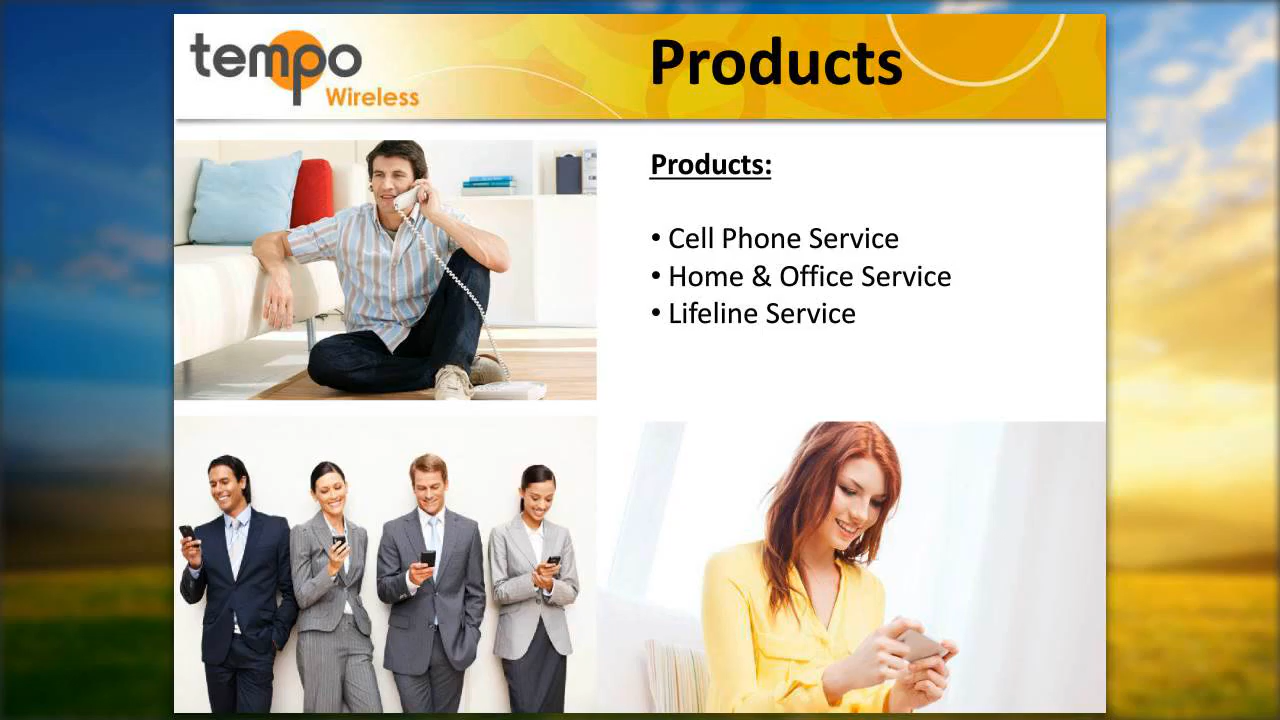 tempo
Wireless
Products
Products:
• Cell Phone Service
• Home & Office Service
• Lifeline Service